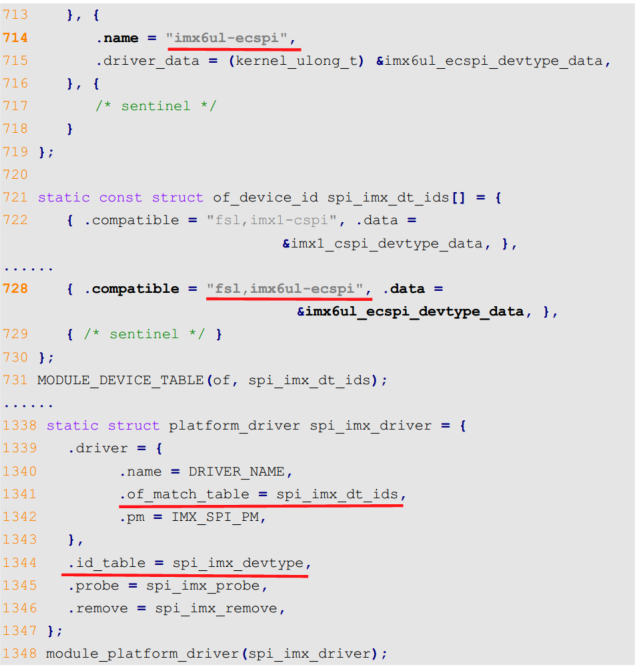 713 }, {
714 .name = "imx6ul-ecspi",
715 .driver_data = (kernel_ulong_t) &imx6ul_ecspi_devtype_data,
716 }, {
717 /* sentinel */
718 }
719 };
720
721 static const struct of_device_id spi_imx_dt_ids[] = {
722 { .compatible = "fsl,imx1-cspi", .data =
&imx1_cspi_devtype_data, },
......
728 { .compatible = "fsl,imx6ul-ecspi", .data =
&imx6ul_ecspi_devtype_data, },
729 { /* sentinel */ }
730 };
731 MODULE_DEVICE_TABLE(of, spi_imx_dt_ids);
......
1338 static struct platform_driver spi_imx_driver = {
1339 .driver = {
1340 .name = DRIVER_NAME,
1341 .of_match_table = spi_imx_dt_ids,
1342 .pm = IMX_SPI_PM,
1343 },
1344 .id_table = spi_imx_devtype,
1345 .probe = spi_imx_probe,
1346 .remove = spi_imx_remove,
1347 };
1348 module_platform_driver(spi_imx_driver);